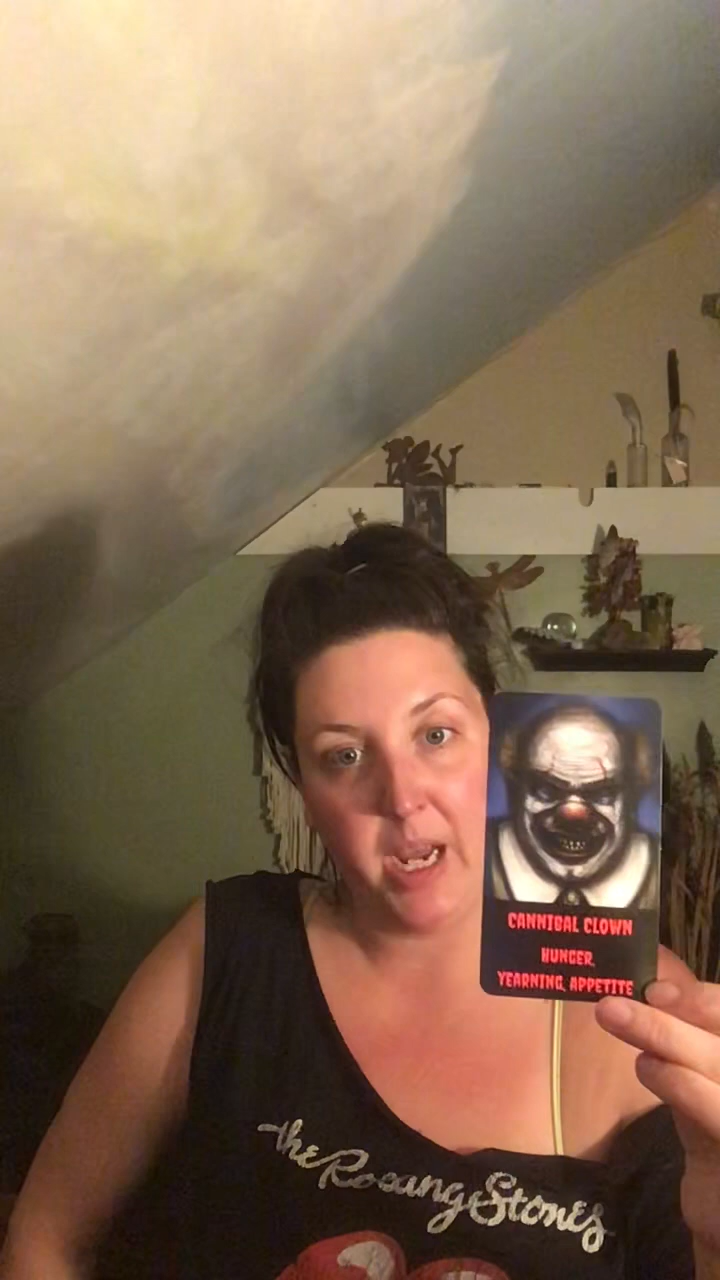 CANNIBAL CLOWN
HUNGER,
YEARNING, APPETITE
the Rolling Stones